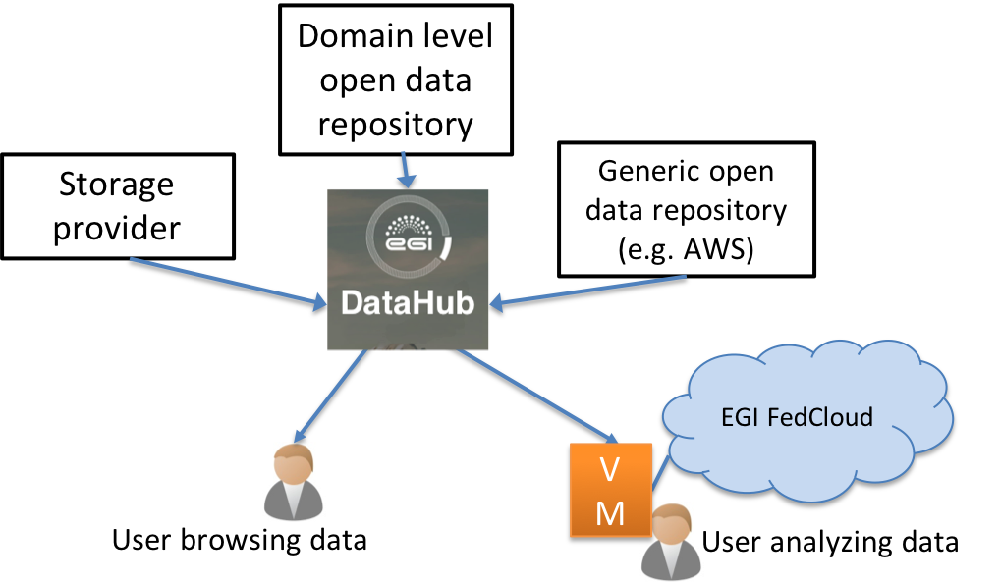 Domain level
open data
repository
Storage
provider
Generic open
data repository
(e.g. AWS)
eGI
DataHub
EGI FedCloud
V
M
User browsing data
User analyzing data